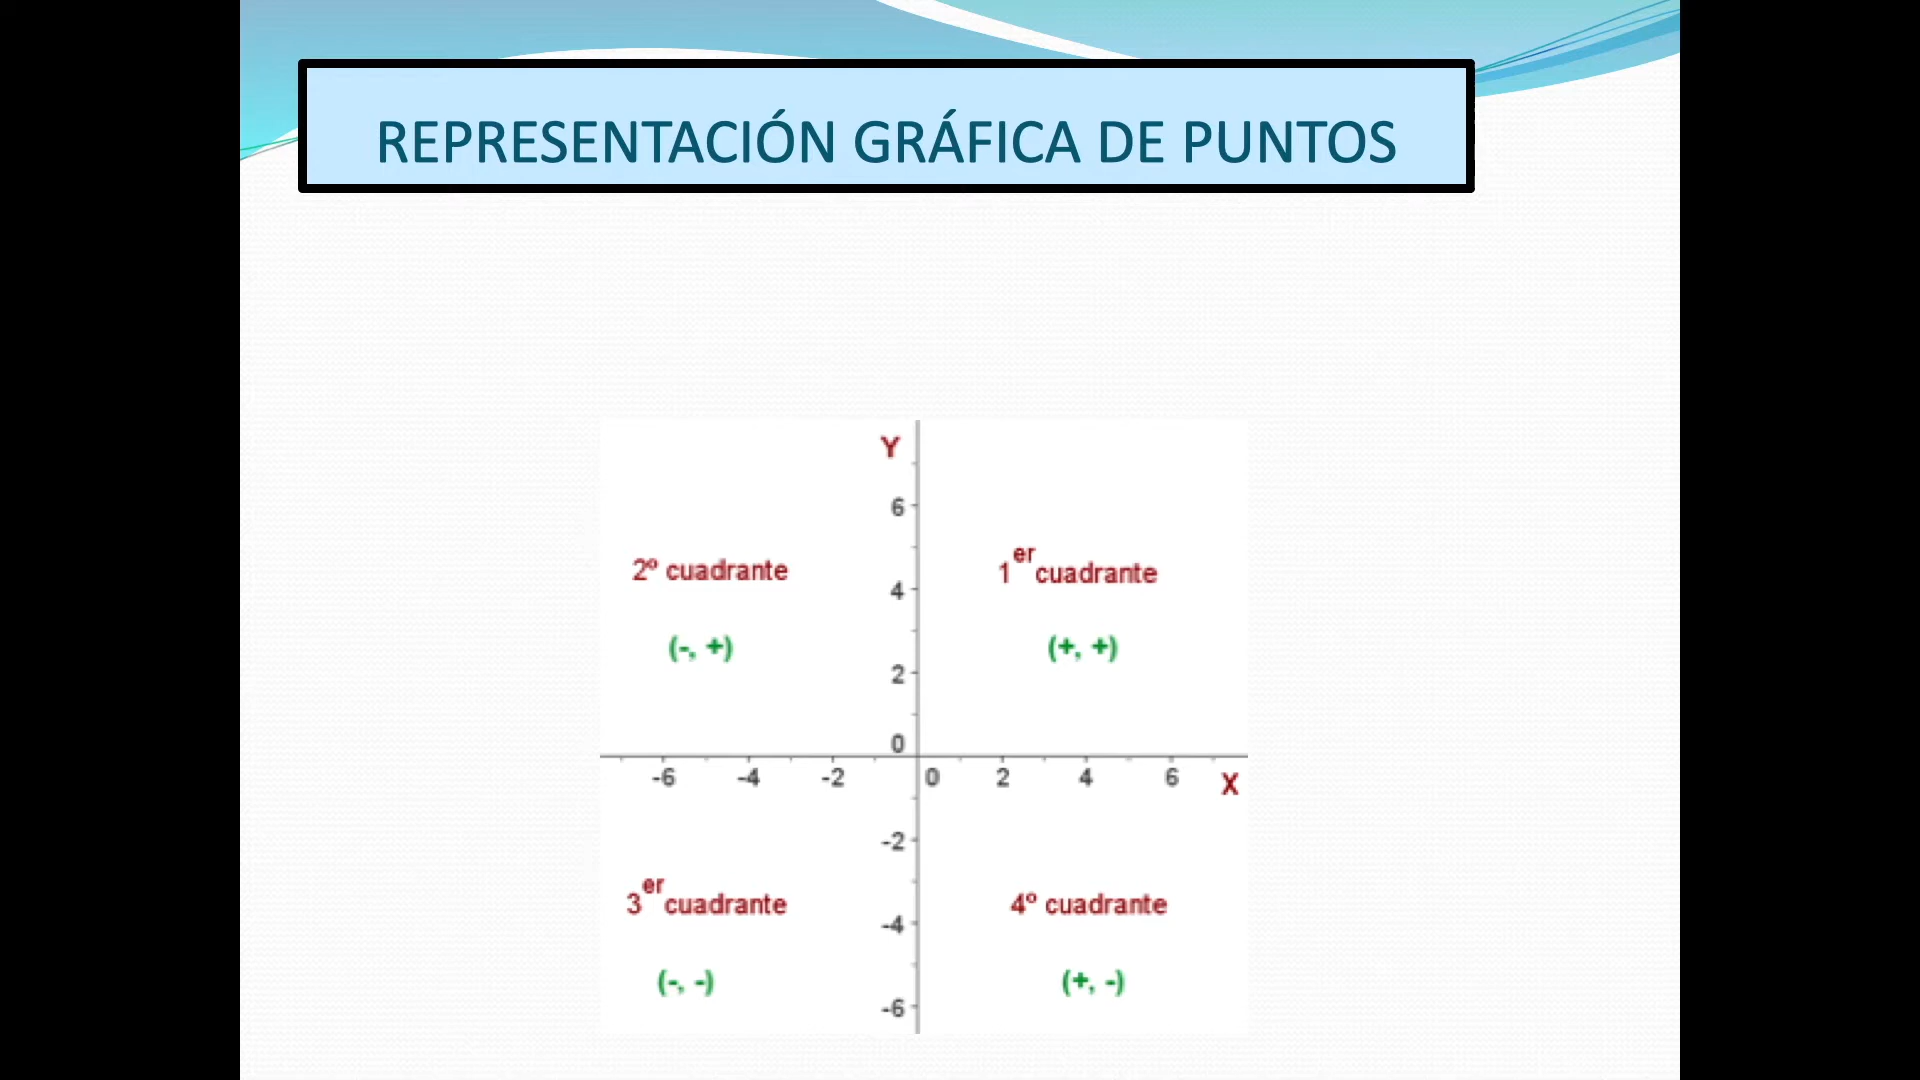 REPRESENTACIÓN GRÁFICA DE PUNTOS
Y
6
2º cuadrante
1er cuadrante
4
(-, +)
(+, +)
2
0
-6 -4 -2 0 2 4 6 X
-2
3er cuadrante
4º cuadrante
-4
(-, -)
(+, -)
-6